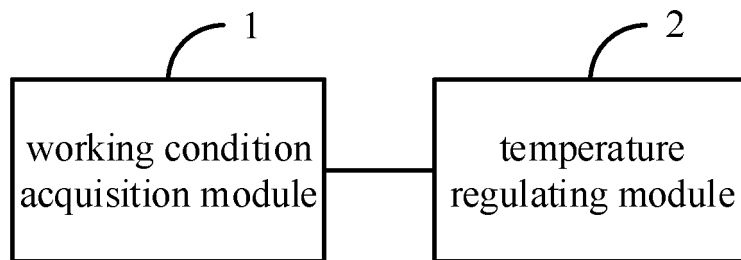 1
2
working condition
acquisition module
temperature
regulating module